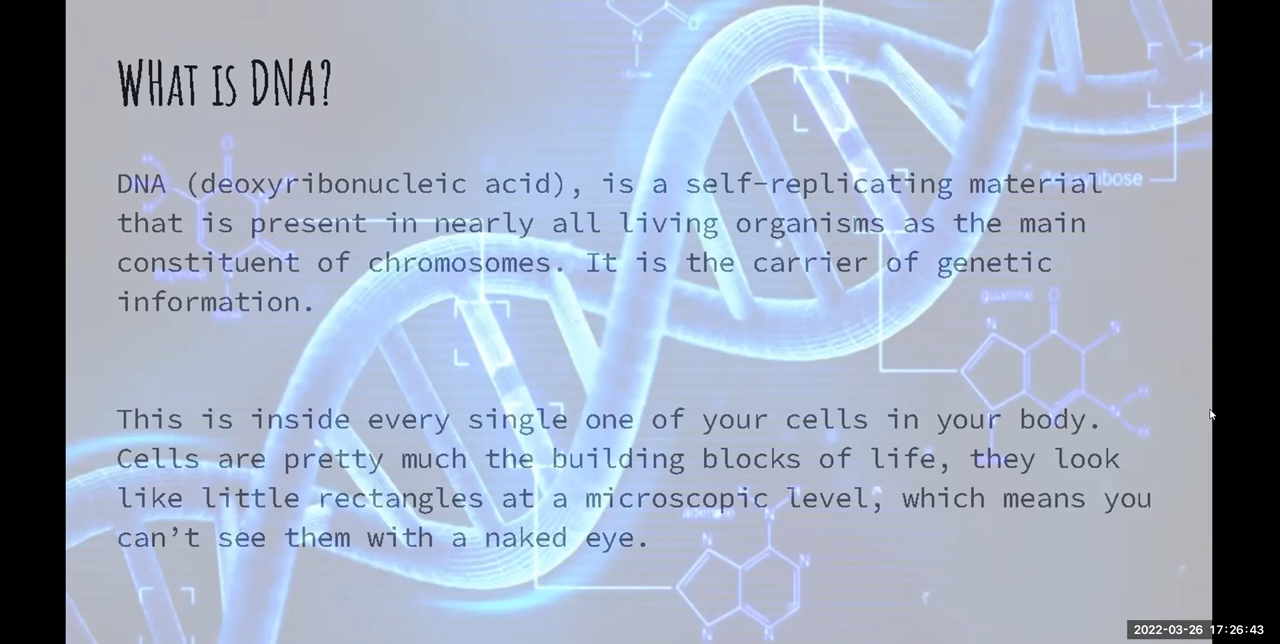 WHAT IS DNA?
DNA (deoxyribonucleic acid), is a self-replicating material
that is present in nearly all living organisms as the main
constituent of chromosomes. It is the carrier of genetic
information.
guanine
This is inside every single one of your cells in your body.
Cells are pretty much the building blocks of life, they look
like little rectangles at a microscopic level, which means you
can’t see them with a naked eye.
2022-03-26 17:26:43